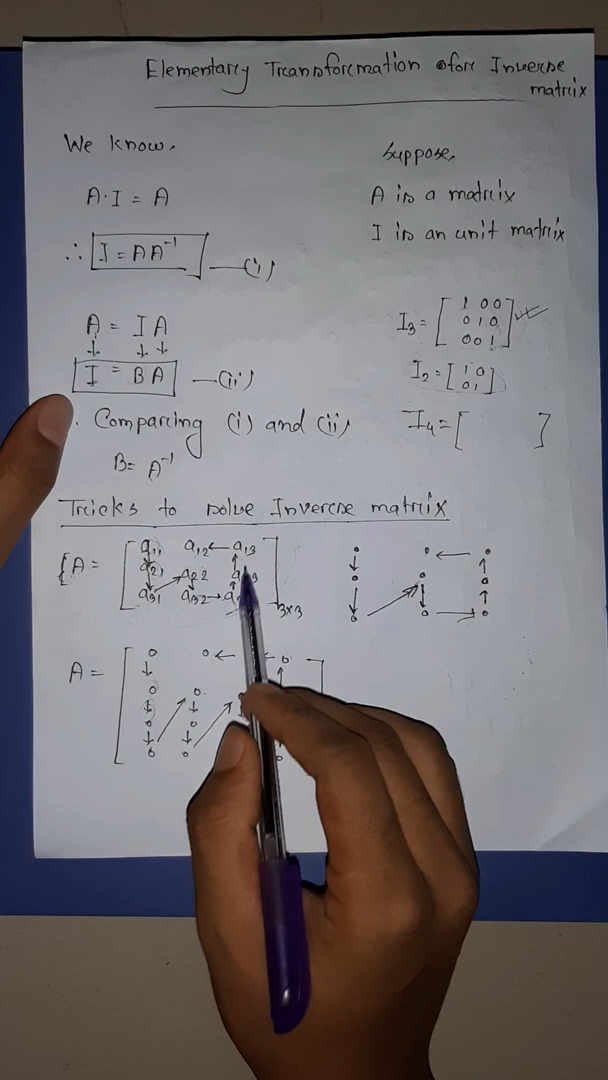 Elementary Transformation for Inverse
matrix
We know,
A·I = A
∴ I = AA⁻¹ —(i)
A = I A
↓ ↓ ↓
I = B A —(ii)
Comparing (i) and (ii)
B = A⁻¹
Suppose,
A is a matrix
I is an unit matrix
I₃ = [ 1 0 0
0 1 0
0 0 1 ]
I₂ = [ 1 0
0 1 ]
I₄ = [ ]
Tricks to solve Inverse matrix
A = [ a₁₁ a₁₂ ← a₁₃
a₂₁ a₂₂
a₃₁ a₃₂ → ] 3×3
A = [ ]